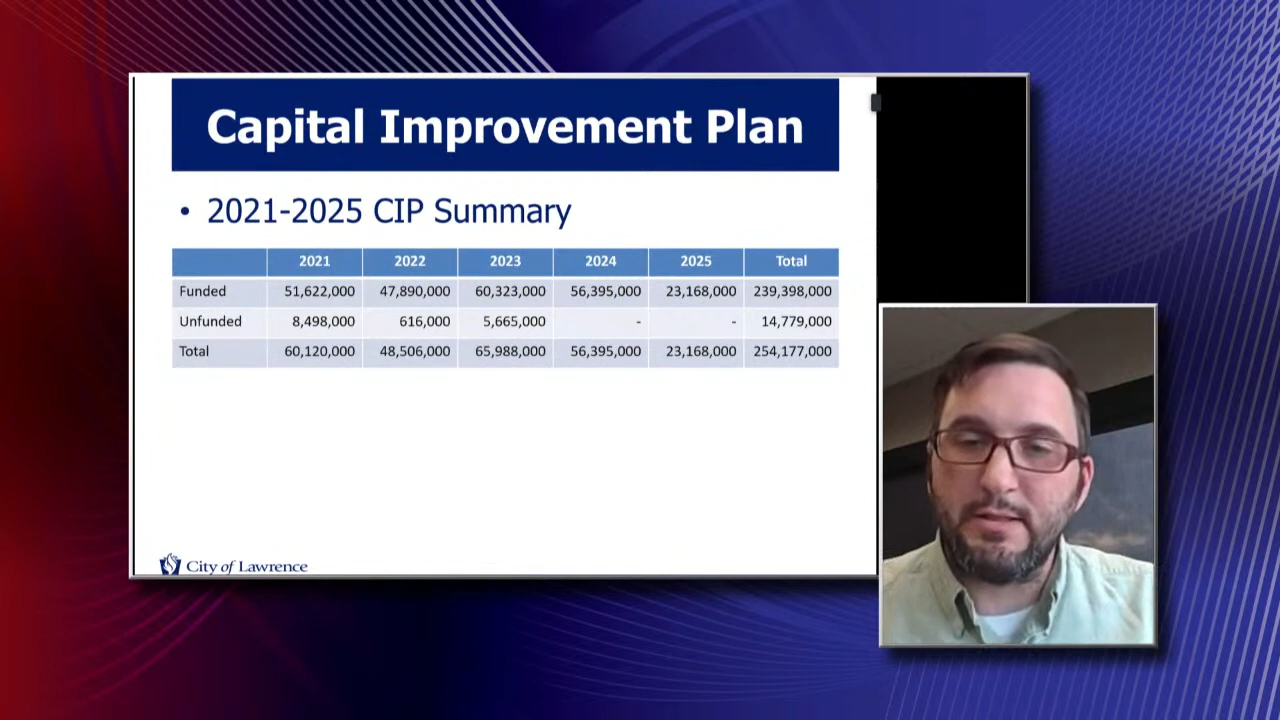 Capital Improvement Plan
• 2021-2025 CIP Summary
2021 2022 2023 2024 2025 Total
Funded 51,622,000 47,890,000 60,323,000 56,395,000 23,168,000 239,398,000
Unfunded 8,498,000 616,000 5,665,000 - - 14,779,000
Total 60,120,000 48,506,000 65,988,000 56,395,000 23,168,000 254,177,000
City of Lawrence